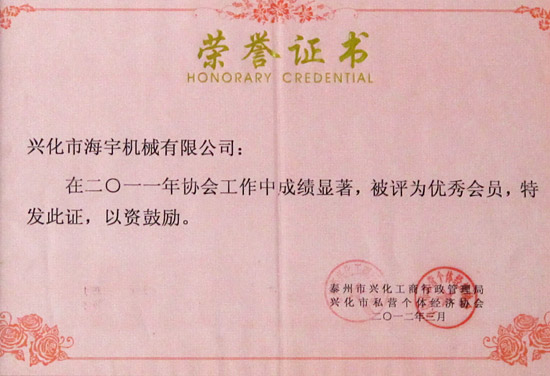 荣誉证书
HONORARY CREDENTIAL
兴化市海宇机械有限公司：
在二〇一一年协会工作中成绩显著，被评为优秀会员，特
发此证，以资鼓励。
泰州市兴化工商行政管理局
兴化市私营个体经济协会
二〇一二年三月